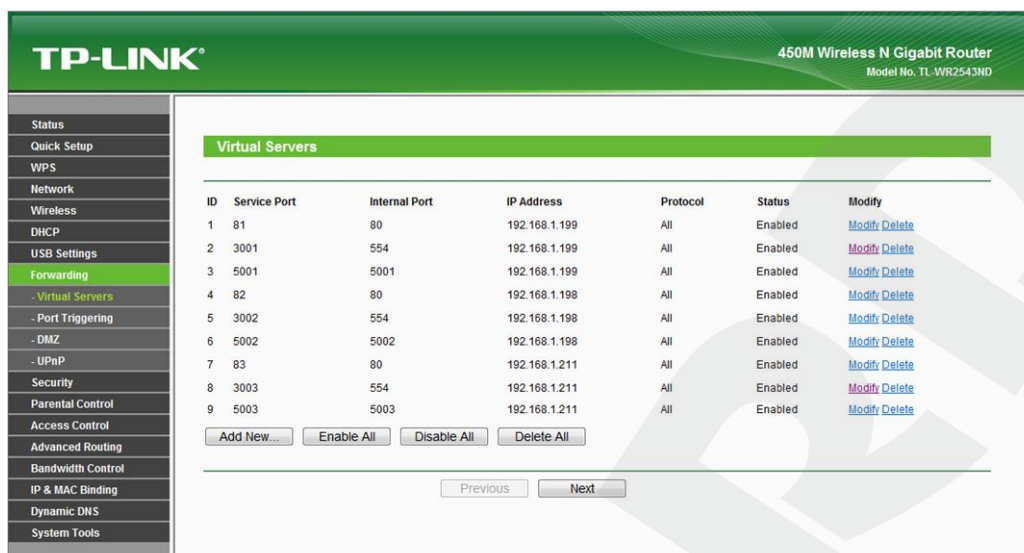 TP-LINK®
450M Wireless N Gigabit Router
Model No. TL-WR2543ND
Status
Quick Setup
WPS
Network
Wireless
DHCP
USB Settings
Forwarding
- Virtual Servers
- Port Triggering
- DMZ
- UPnP
Security
Parental Control
Access Control
Advanced Routing
Bandwidth Control
IP & MAC Binding
Dynamic DNS
System Tools
Virtual Servers
ID Service Port Internal Port IP Address Protocol Status Modify
1 81 80 192.168.1.199 All Enabled Modify Delete
2 3001 554 192.168.1.199 All Enabled Modify Delete
3 5001 5001 192.168.1.199 All Enabled Modify Delete
4 82 80 192.168.1.198 All Enabled Modify Delete
5 3002 554 192.168.1.198 All Enabled Modify Delete
6 5002 5002 192.168.1.198 All Enabled Modify Delete
7 83 80 192.168.1.211 All Enabled Modify Delete
8 3003 554 192.168.1.211 All Enabled Modify Delete
9 5003 5003 192.168.1.211 All Enabled Modify Delete
Add New... Enable All Disable All Delete All
Previous Next